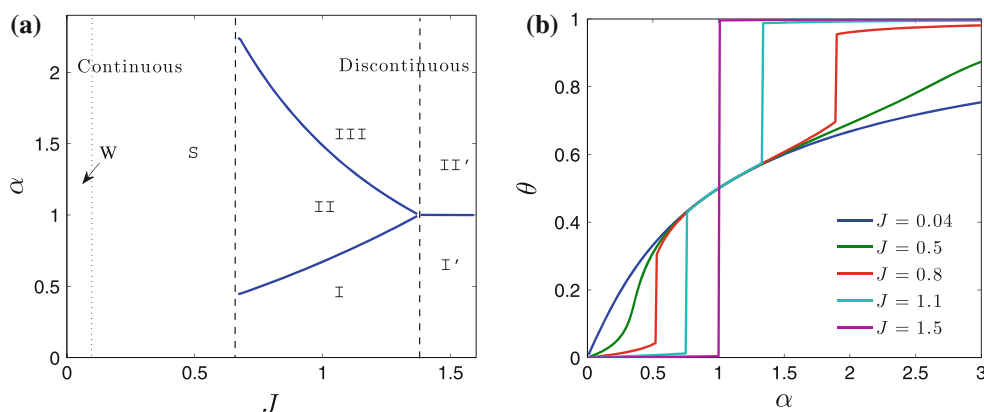 (a)
Continuous
Discontinuous
W
S
III
II
I
II'
I'
2
1.5
1
0.5
0
0
0.5
1
1.5
α
J
(b)
1
0.8
0.6
0.4
0.2
0
θ
J = 0.04
J = 0.5
J = 0.8
J = 1.1
J = 1.5
0
0.5
1
1.5
2
2.5
3
α